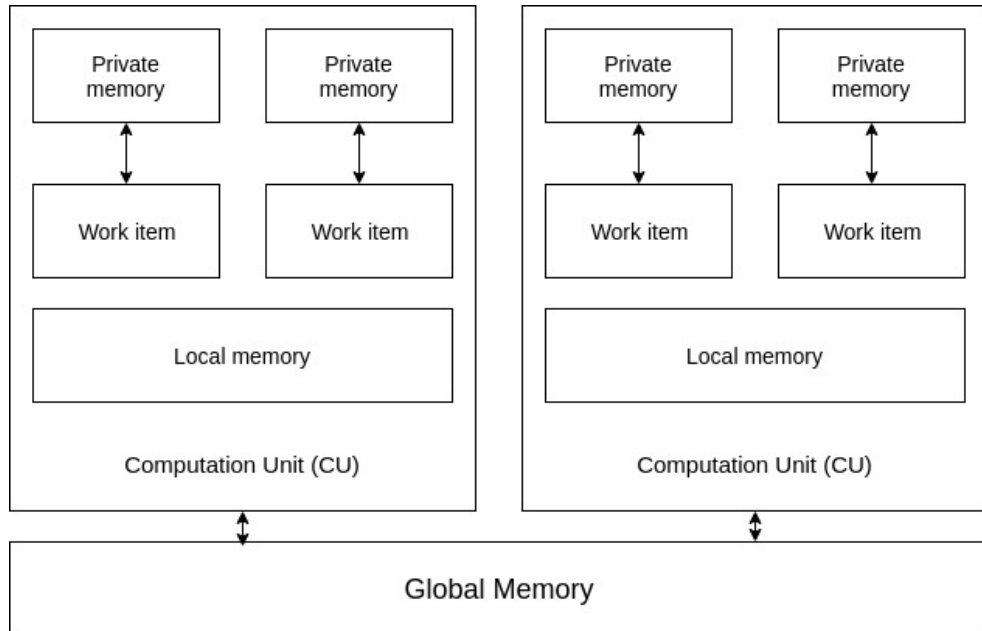 Private
memory
Private
memory
Work item
Work item
Local memory
Computation Unit (CU)
Private
memory
Private
memory
Work item
Work item
Local memory
Computation Unit (CU)
Global Memory